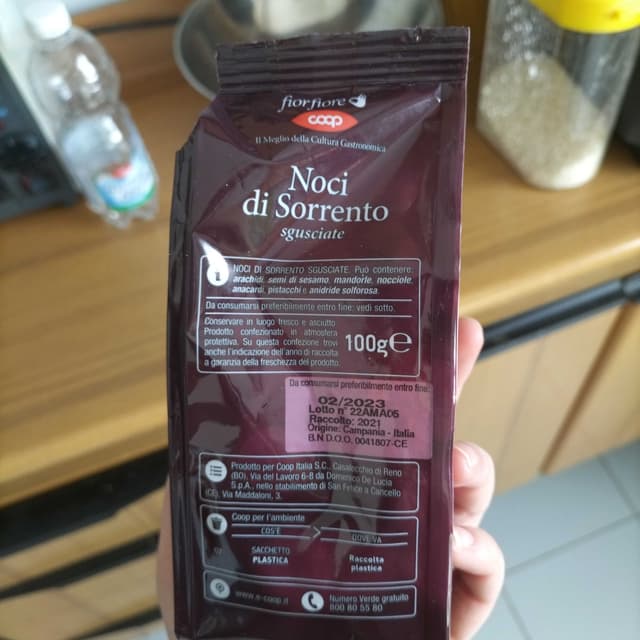 fiorfiore
coop
Il Meglio della Cultura Gastronomica
Noci
di Sorrento
sgusciate
NOCI DI SORRENTO SGUSCIATE. Può contenere:
arachidi, semi di sesamo, mandorle, nocciole,
anacardi, pistacchi e anidride solforosa.
Da consumarsi preferibilmente entro fine: vedi sotto.
Conservare in luogo fresco e asciutto
Prodotto confezionato in atmosfera
protettiva. Su questa confezione trovi
anche l'indicazione dell'anno di raccolta
a garanzia della freschezza del prodotto.
100g e
Da consumarsi preferibilmente entro fine:
02/2023
Lotto n° 22AMA05
Raccolto: 2021
Origine: Campania - Italia
B.N D.O.O. 0041807-CE
Prodotto per Coop Italia S.C., Casalecchio di Reno
(BO), Via del Lavoro 6-8 da Domenico De Lucia
S.p.A., nello stabilimento di San Felice a Cancello
(CE), Via Maddaloni, 3.
Coop per l'ambiente
COS'È
DOVE VA
SACCHETTO
PLASTICA
Raccolta
plastica
www.e-coop.it
Numero Verde gratuito
800 80 55 80